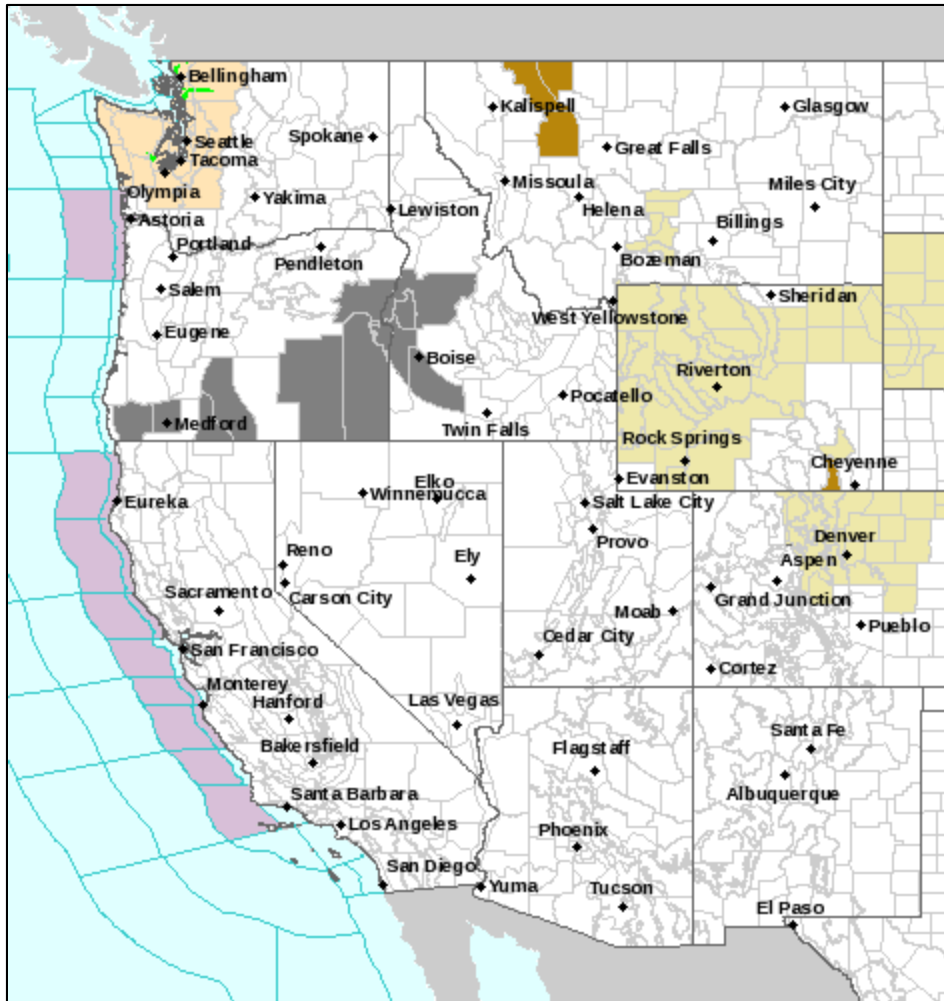 Bellingham
Kalispell
Glasgow
Spokane
Seattle
Great Falls
Tacoma
Missoula
Miles City
Olympia
Yakima
Helena
Lewiston
Astoria
Billings
Portland
Pendleton
Bozeman
Salem
Sheridan
West Yellowstone
Eugene
Boise
Riverton
Pocatello
Medford
Twin Falls
Rock Springs
Cheyenne
Evanston
Elko
Winnemucca
Eureka
Salt Lake City
Denver
Provo
Reno
Ely
Aspen
Sacramento
Carson City
Grand Junction
Moab
Pueblo
Cedar City
San Francisco
Cortez
Monterey
Hanford
Las Vegas
Santa Fe
Bakersfield
Flagstaff
Albuquerque
Santa Barbara
Los Angeles
Phoenix
San Diego
Yuma
Tucson
El Paso